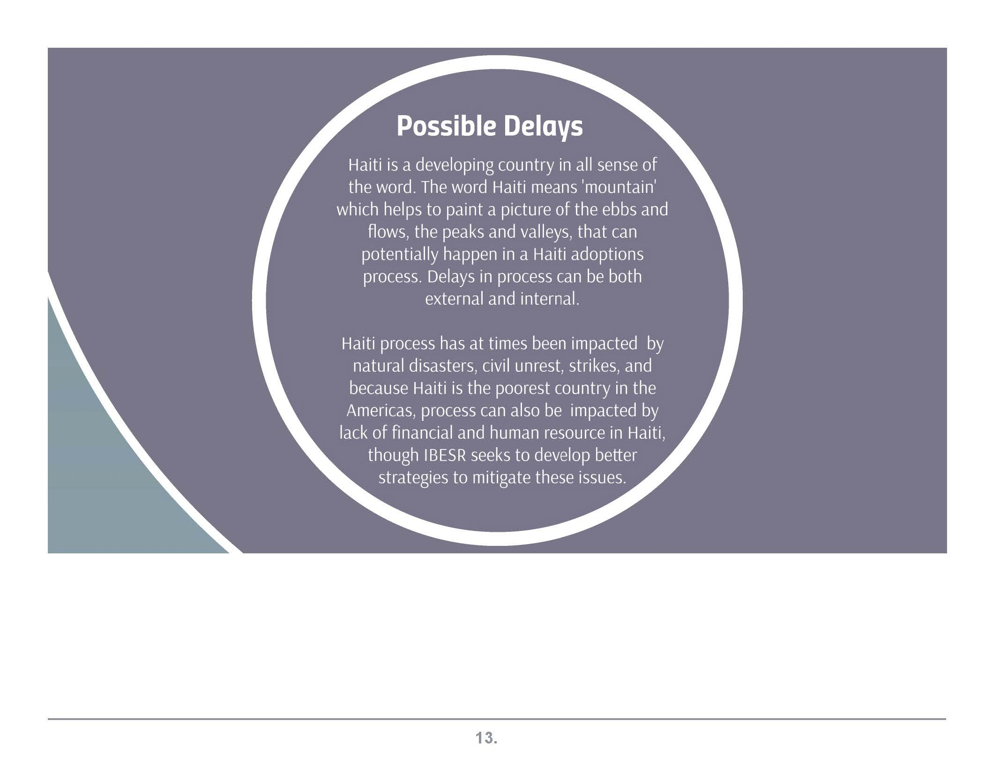 Possible Delays
Haiti is a developing country in all sense of
the word. The word Haiti means 'mountain'
which helps to paint a picture of the ebbs and
flows, the peaks and valleys, that can
potentially happen in a Haiti adoptions
process. Delays in process can be both
external and internal.
Haiti process has at times been impacted  by
natural disasters, civil unrest, strikes, and
because Haiti is the poorest country in the
Americas, process can also be  impacted by
lack of financial and human resource in Haiti,
though IBESR seeks to develop better
strategies to mitigate these issues.
13.